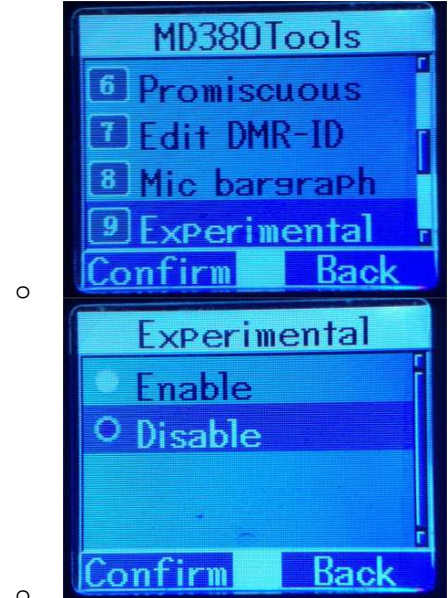 MD380Tools
6 Promiscuous
7 Edit DMR-ID
8 Mic bargraph
9 Experimental
Confirm Back
Experimental
Enable
Disable
Confirm Back